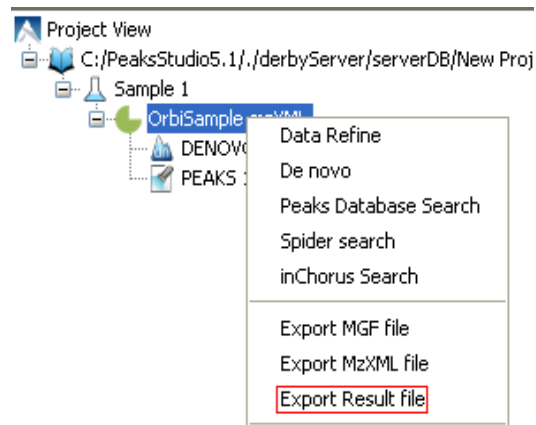 Project View
C:/PeaksStudio5.1/./derbyServer/serverDB/New Proj
Sample 1
OrbiSample
DENOVO
PEAKS
Data Refine
De novo
Peaks Database Search
Spider search
inChorus Search
Export MGF file
Export MzXML file
Export Result file